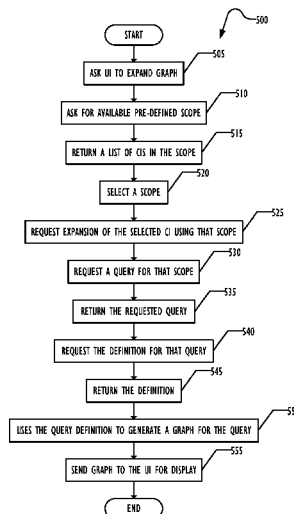 500
START
505
ASK UI TO EXPAND GRAPH
510
ASK FOR AVAILABLE PRE-DEFINED SCOPE
515
RETURN A LIST OF CIS IN THE SCOPE
520
SELECT A SCOPE
525
REQUEST EXPANSION OF THE SELECTED CI USING THAT SCOPE
530
REQUEST A QUERY FOR THAT SCOPE
535
RETURN THE REQUESTED QUERY
540
REQUEST THE DEFINITION FOR THAT QUERY
545
RETURN THE DEFINITION
USES THE QUERY DEFINITION TO GENERATE A GRAPH FOR THE QUERY
555
SEND GRAPH TO THE UI FOR DISPLAY
END